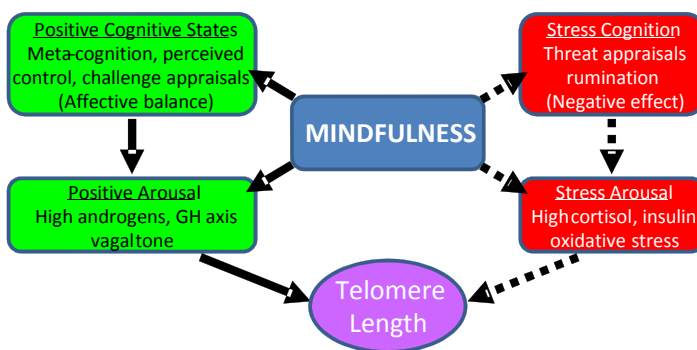 Positive Cognitive States
Meta-cognition, perceived
control, challenge appraisals
(Affective balance)
Stress Cognition
Threat appraisals
rumination
(Negative effect)
MINDFULNESS
Positive Arousal
High androgens, GH axis
vagaltone
Stress Arousal
High cortisol, insulin
oxidative stress
Telomere
Length